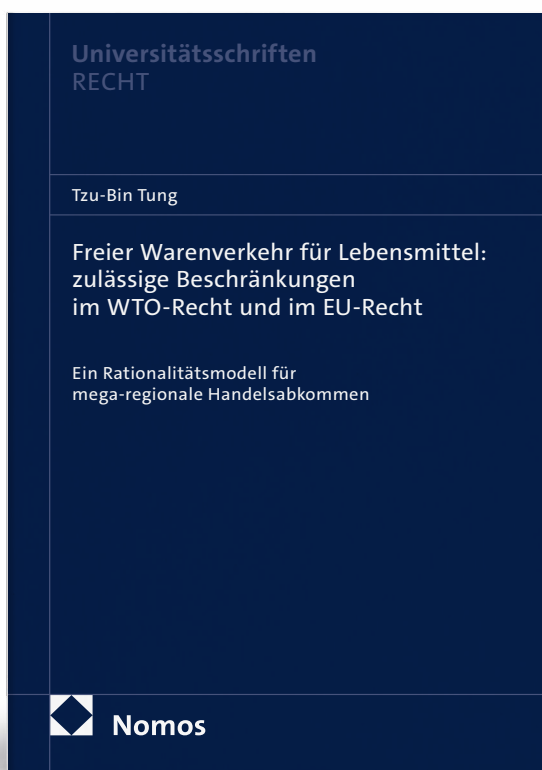 Universitätsschriften
RECHT
Tzu-Bin Tung
Freier Warenverkehr für Lebensmittel:
zulässige Beschränkungen
im WTO-Recht und im EU-Recht
Ein Rationalitätsmodell für
mega-regionale Handelsabkommen
Nomos